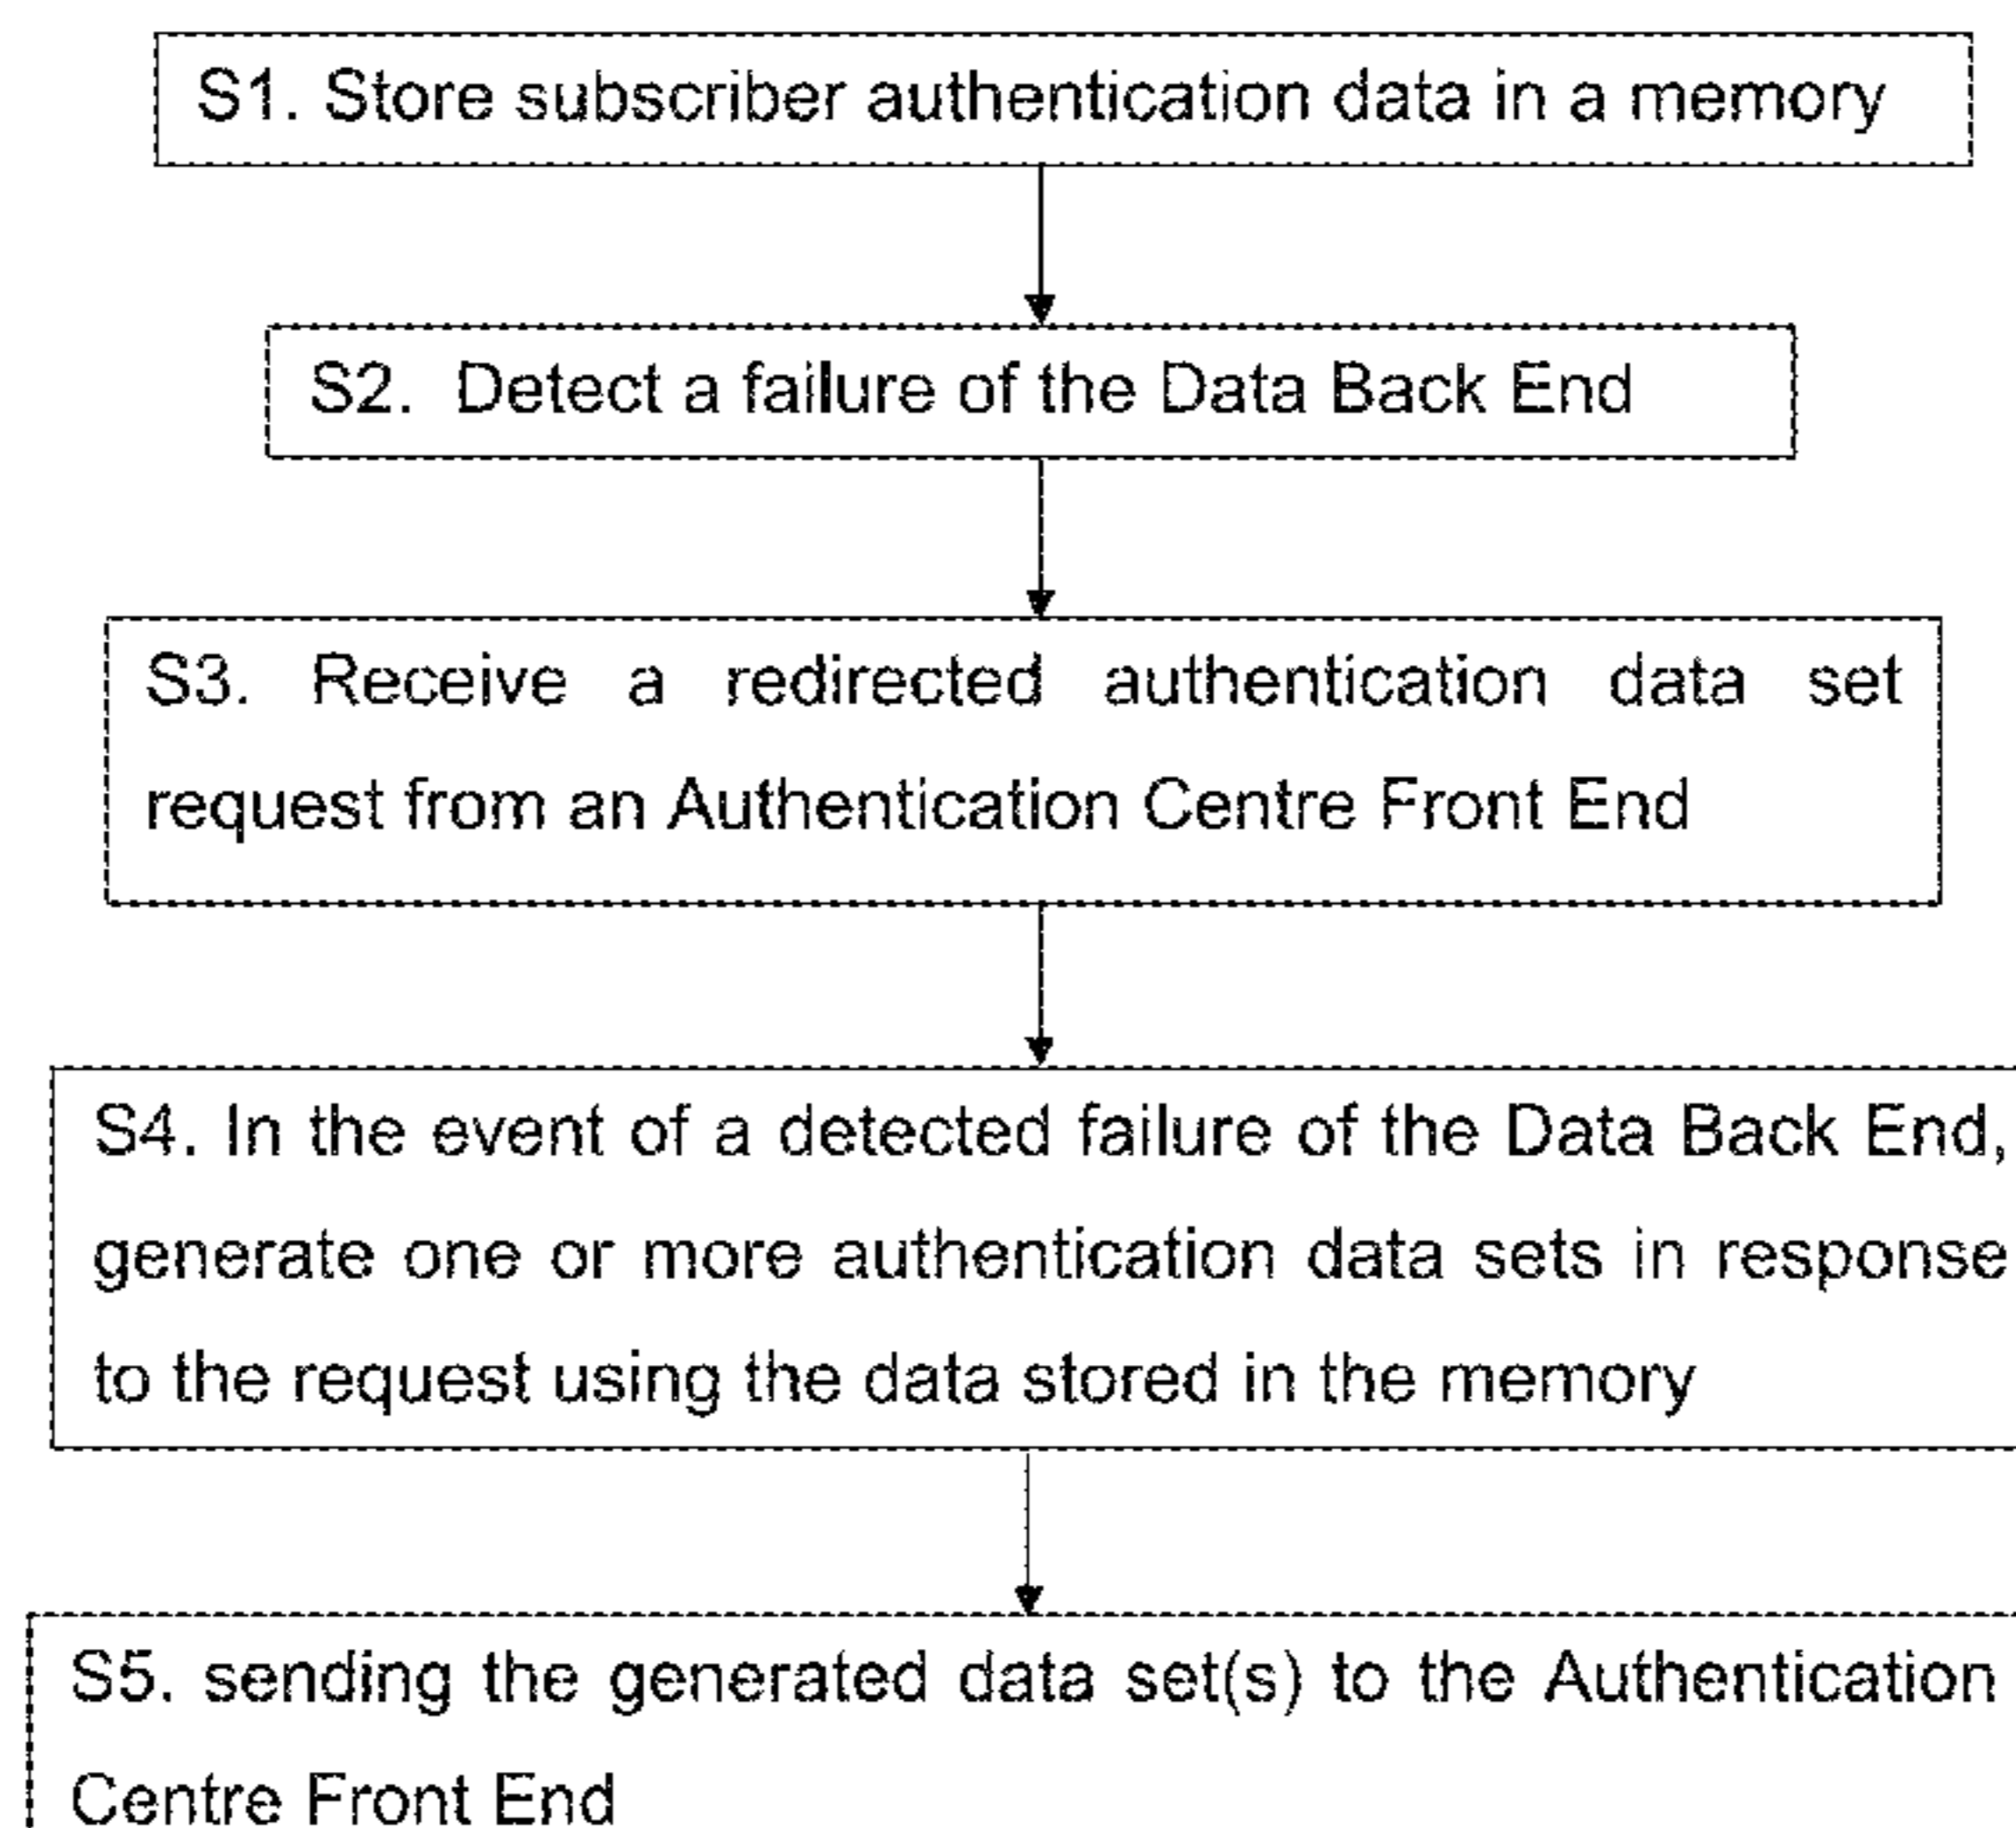 S1. Store subscriber authentication data in a memory
S2. Detect a failure of the Data Back End
S3. Receive a redirected authentication data set
request from an Authentication Centre Front End
S4. In the event of a detected failure of the Data Back End,
generate one or more authentication data sets in response
to the request using the data stored in the memory
S5. sending the generated data set(s) to the Authentication
Centre Front End